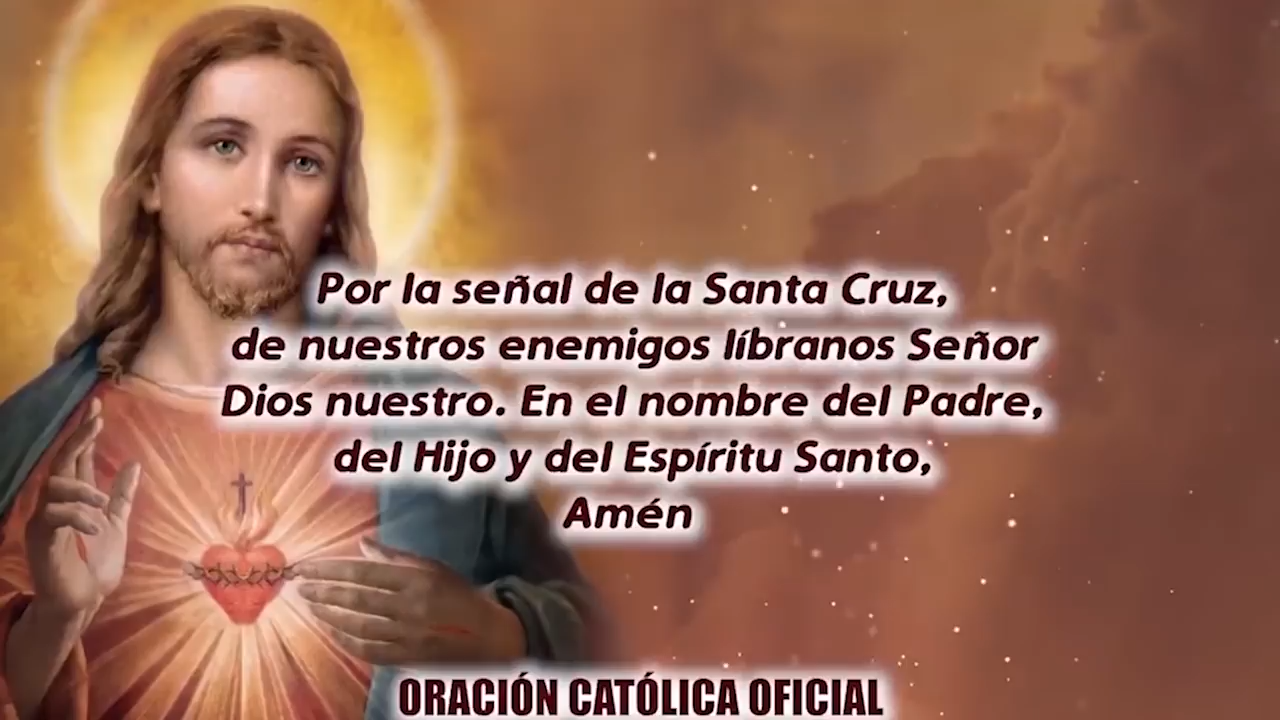 Por la señal de la Santa Cruz,
de nuestros enemigos líbranos Señor
Dios nuestro. En el nombre del Padre,
del Hijo y del Espíritu Santo,
Amén
ORACIÓN CATÓLICA OFICIAL